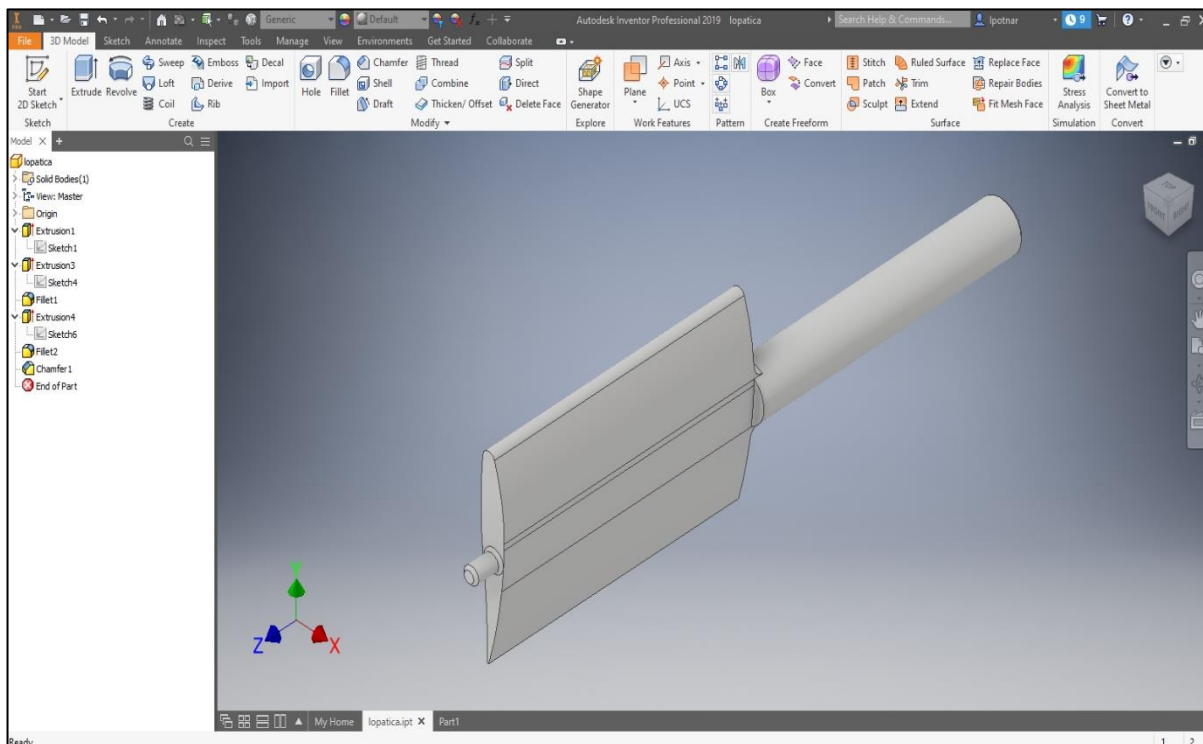 PRO Generic Default Autodesk Inventor Professional 2019 lopatica Search Help & Commands... lpotnar 9
File 3D Model Sketch Annotate Inspect Tools Manage View Environments Get Started Collaborate
Sweep Emboss Decal Chamfer Thread Split Axis Face Stitch Ruled Surface Replace Face
Start 2D Sketch Extrude Revolve Loft Derive Import Hole Fillet Shell Combine Direct Shape Generator Plane Point Box Convert Patch Trim Repair Bodies Stress Analysis Convert to Sheet Metal
Coil Rib Draft Thicken/ Offset Delete Face UCS Sculpt Extend Fit Mesh Face
Sketch Create Modify Explore Work Features Pattern Create Freeform Surface Simulation Convert
Model
lopatica
Solid Bodies(1)
View: Master
Origin
Extrusion1
Sketch1
Extrusion3
Sketch4
Fillet1
Extrusion4
Sketch6
Fillet2
Chamfer1
End of Part
TOP
FRONT RIGHT
Y
Z X
My Home lopatica.ipt Part1
Ready 1 2